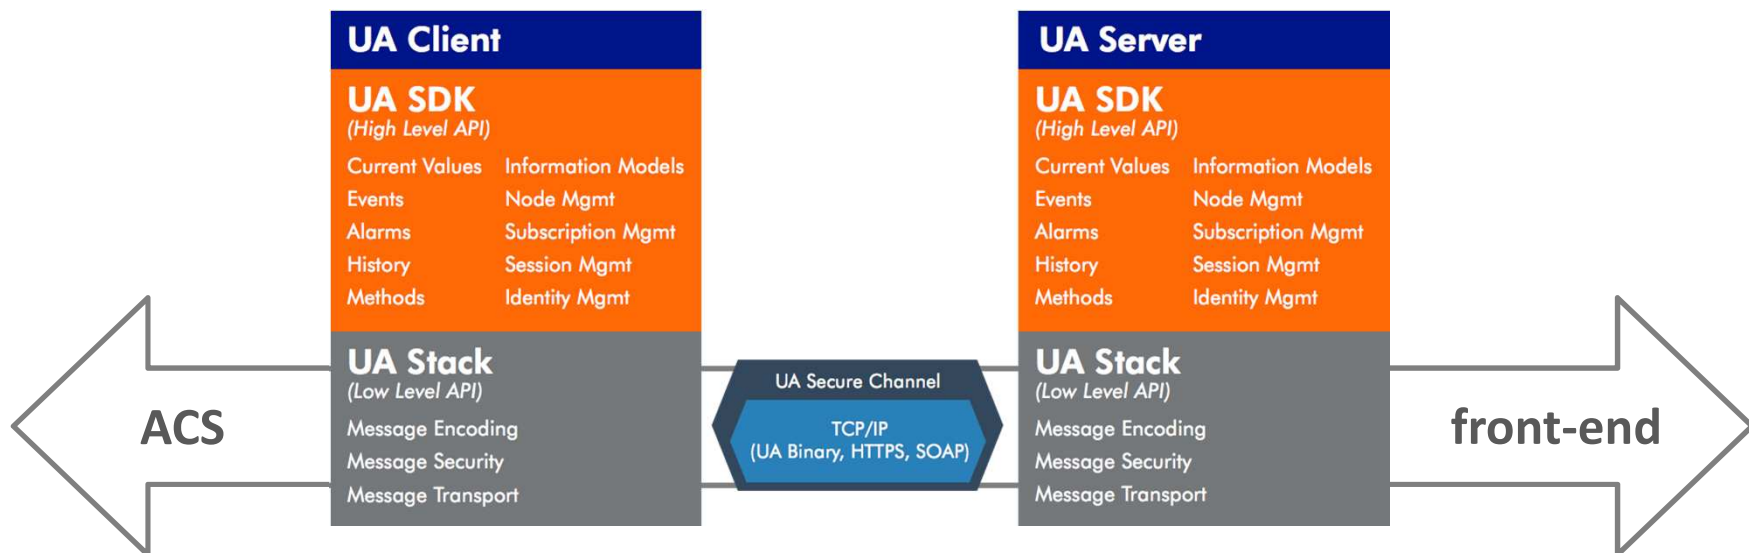 UA Client
UA SDK
(High Level API)
Current Values Information Models
Events Node Mgmt
Alarms Subscription Mgmt
History Session Mgmt
Methods Identity Mgmt
UA Stack
(Low Level API)
Message Encoding
Message Security
Message Transport
ACS
UA Secure Channel
TCP/IP
(UA Binary, HTTPS, SOAP)
UA Server
UA SDK
(High Level API)
Current Values Information Models
Events Node Mgmt
Alarms Subscription Mgmt
History Session Mgmt
Methods Identity Mgmt
UA Stack
(Low Level API)
Message Encoding
Message Security
Message Transport
front-end